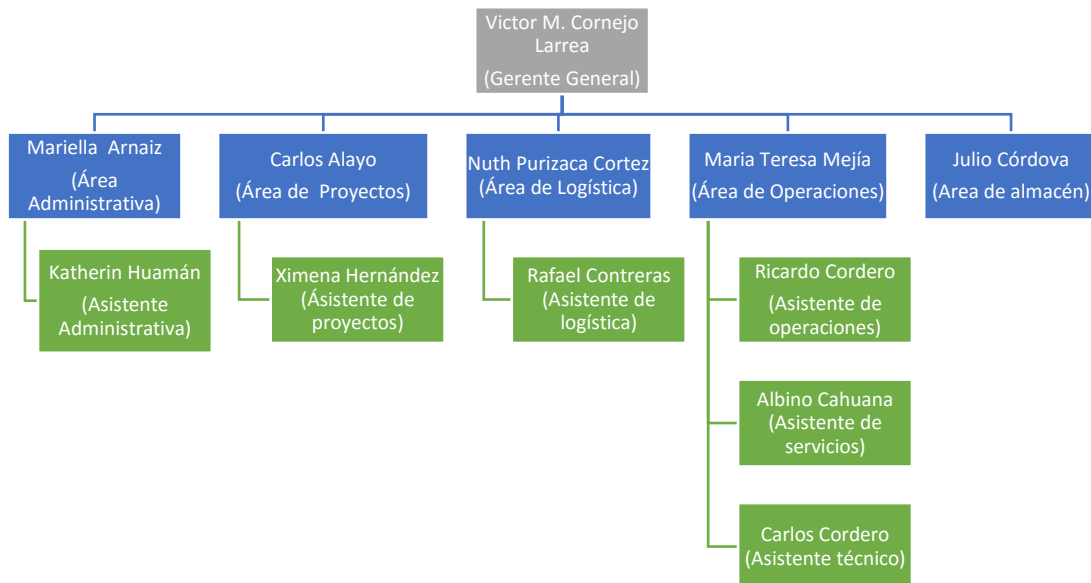 Victor M. Cornejo
Larrea
(Gerente General)
Mariella Arnaiz
(Área
Administrativa)
Carlos Alayo
(Área de Proyectos)
Nuth Purizaca Cortez
(Área de Logística)
Maria Teresa Mejía
(Área de Operaciones)
Julio Córdova
(Area de almacén)
Katherin Huamán
(Asistente
Administrativa)
Ximena Hernández
(Ásistente de
proyectos)
Rafael Contreras
(Asistente de
logística)
Ricardo Cordero
(Asistente de
operaciones)
Albino Cahuana
(Asistente de
servicios)
Carlos Cordero
(Asistente técnico)